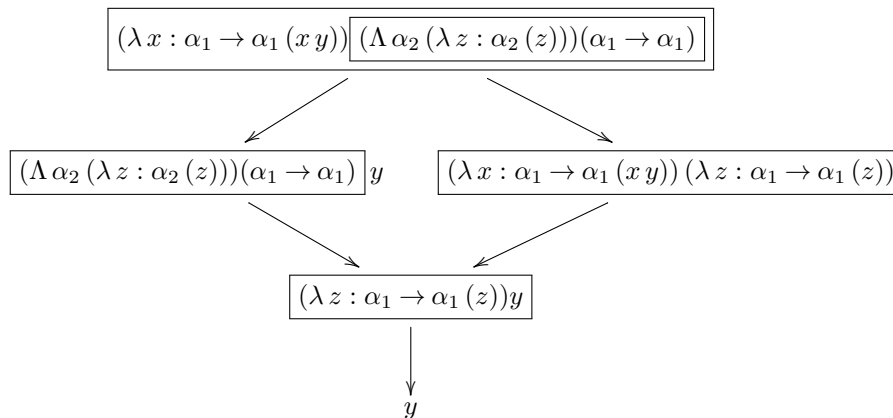 (λ x : α₁ → α₁ (x y)) (Λ α₂ (λ z : α₂ (z)))(α₁ → α₁)
(Λ α₂ (λ z : α₂ (z)))(α₁ → α₁) y
(λ x : α₁ → α₁ (x y)) (λ z : α₁ → α₁ (z))
(λ z : α₁ → α₁ (z))y
y